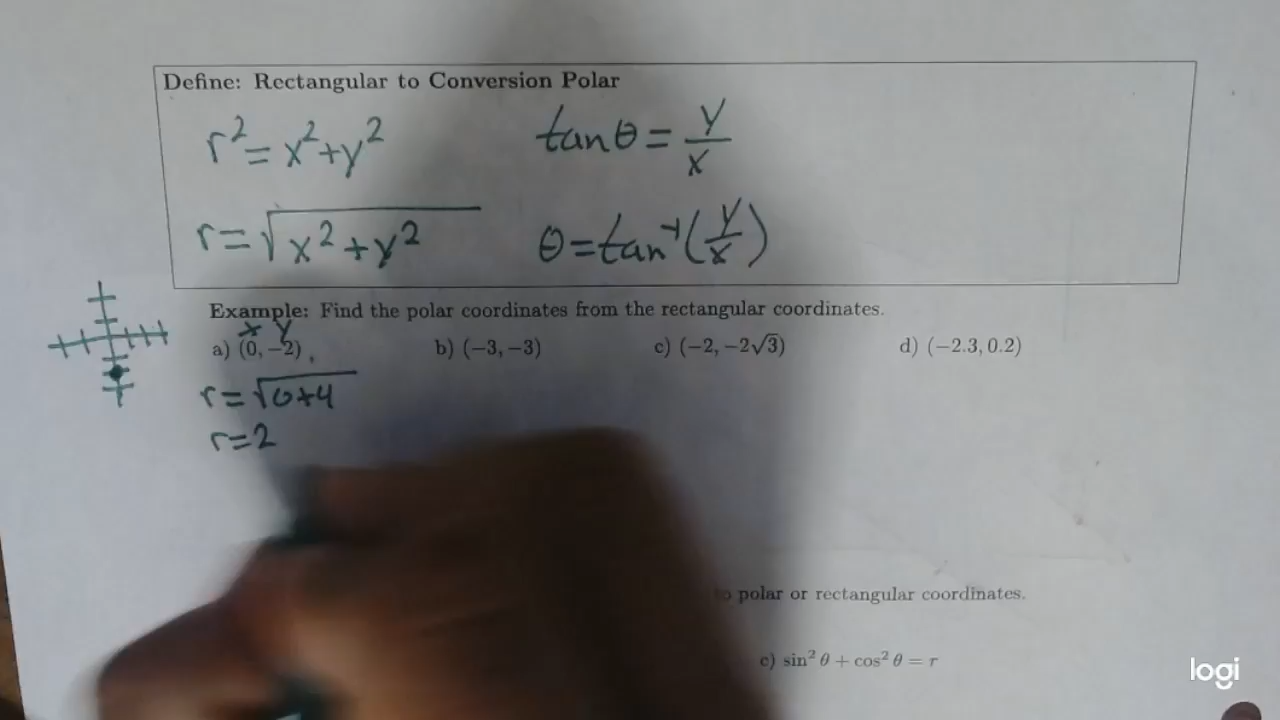 Define: Rectangular to Conversion Polar
r² = x² + y²
tan θ = y/x
r = √(x² + y²)
θ = tan⁻¹(y/x)
Example: Find the polar coordinates from the rectangular coordinates.
x y
a) (0, −2) b) (−3, −3) c) (−2, −2√3) d) (−2.3, 0.2)
r = √(0+4)
r = 2
to polar or rectangular coordinates.
c) sin² θ + cos² θ = r
logi